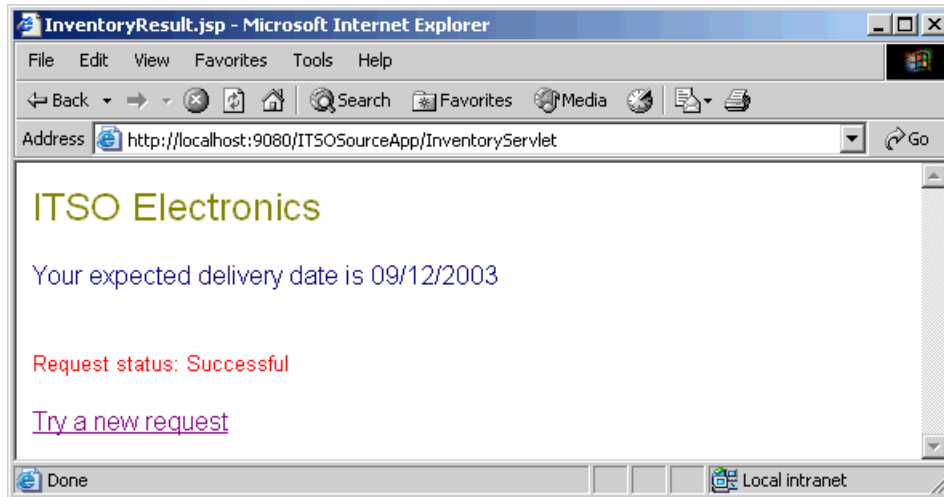 InventoryResult.jsp - Microsoft Internet Explorer
File Edit View Favorites Tools Help
Back Search Favorites Media
Address http://localhost:9080/ITSOSourceApp/InventoryServlet Go
ITSO Electronics
Your expected delivery date is 09/12/2003
Request status: Successful
Try a new request
Done Local intranet